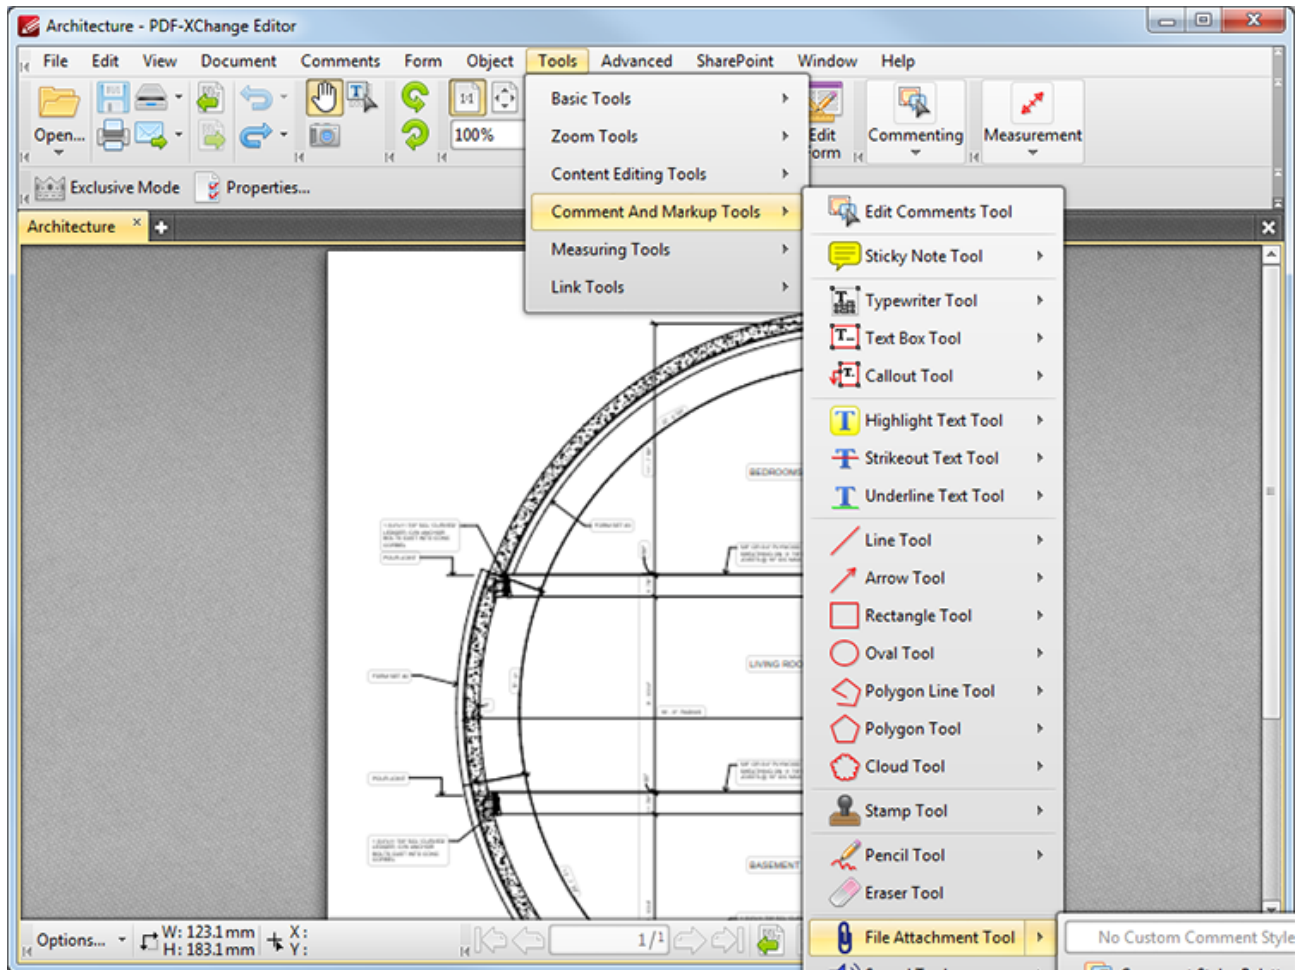 Architecture - PDF-XChange Editor
File Edit View Document Comments Form Object Tools Advanced SharePoint Window Help
Open...
1:1
100%
Edit
Form
Commenting
Measurement
Exclusive Mode
Properties...
Architecture
Basic Tools
Zoom Tools
Content Editing Tools
Comment And Markup Tools
Measuring Tools
Link Tools
Edit Comments Tool
Sticky Note Tool
Typewriter Tool
Text Box Tool
Callout Tool
Highlight Text Tool
Strikeout Text Tool
Underline Text Tool
Line Tool
Arrow Tool
Rectangle Tool
Oval Tool
Polygon Line Tool
Polygon Tool
Cloud Tool
Stamp Tool
Pencil Tool
Eraser Tool
File Attachment Tool
No Custom Comment Style
BEDROOMS
LIVING ROO
BASEMENT
Options...
W: 123.1 mm
H: 183.1 mm
X:
Y:
1/1